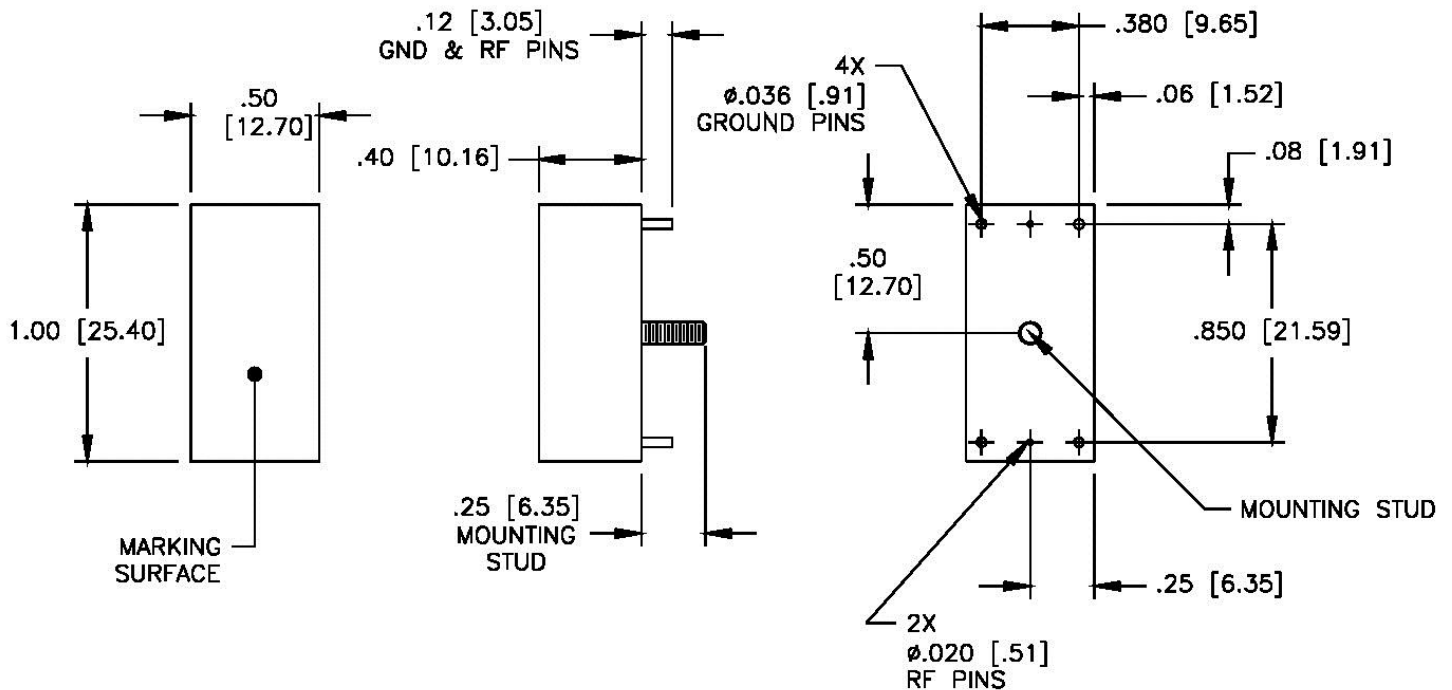 .12 [3.05]
GND & RF PINS
.50
[12.70]
.40 [10.16]
1.00 [25.40]
MARKING
SURFACE
.25 [6.35]
MOUNTING
STUD
.380 [9.65]
4X
ø.036 [.91]
GROUND PINS
.06 [1.52]
.08 [1.91]
.50
[12.70]
.850 [21.59]
MOUNTING STUD
.25 [6.35]
2X
ø.020 [.51]
RF PINS